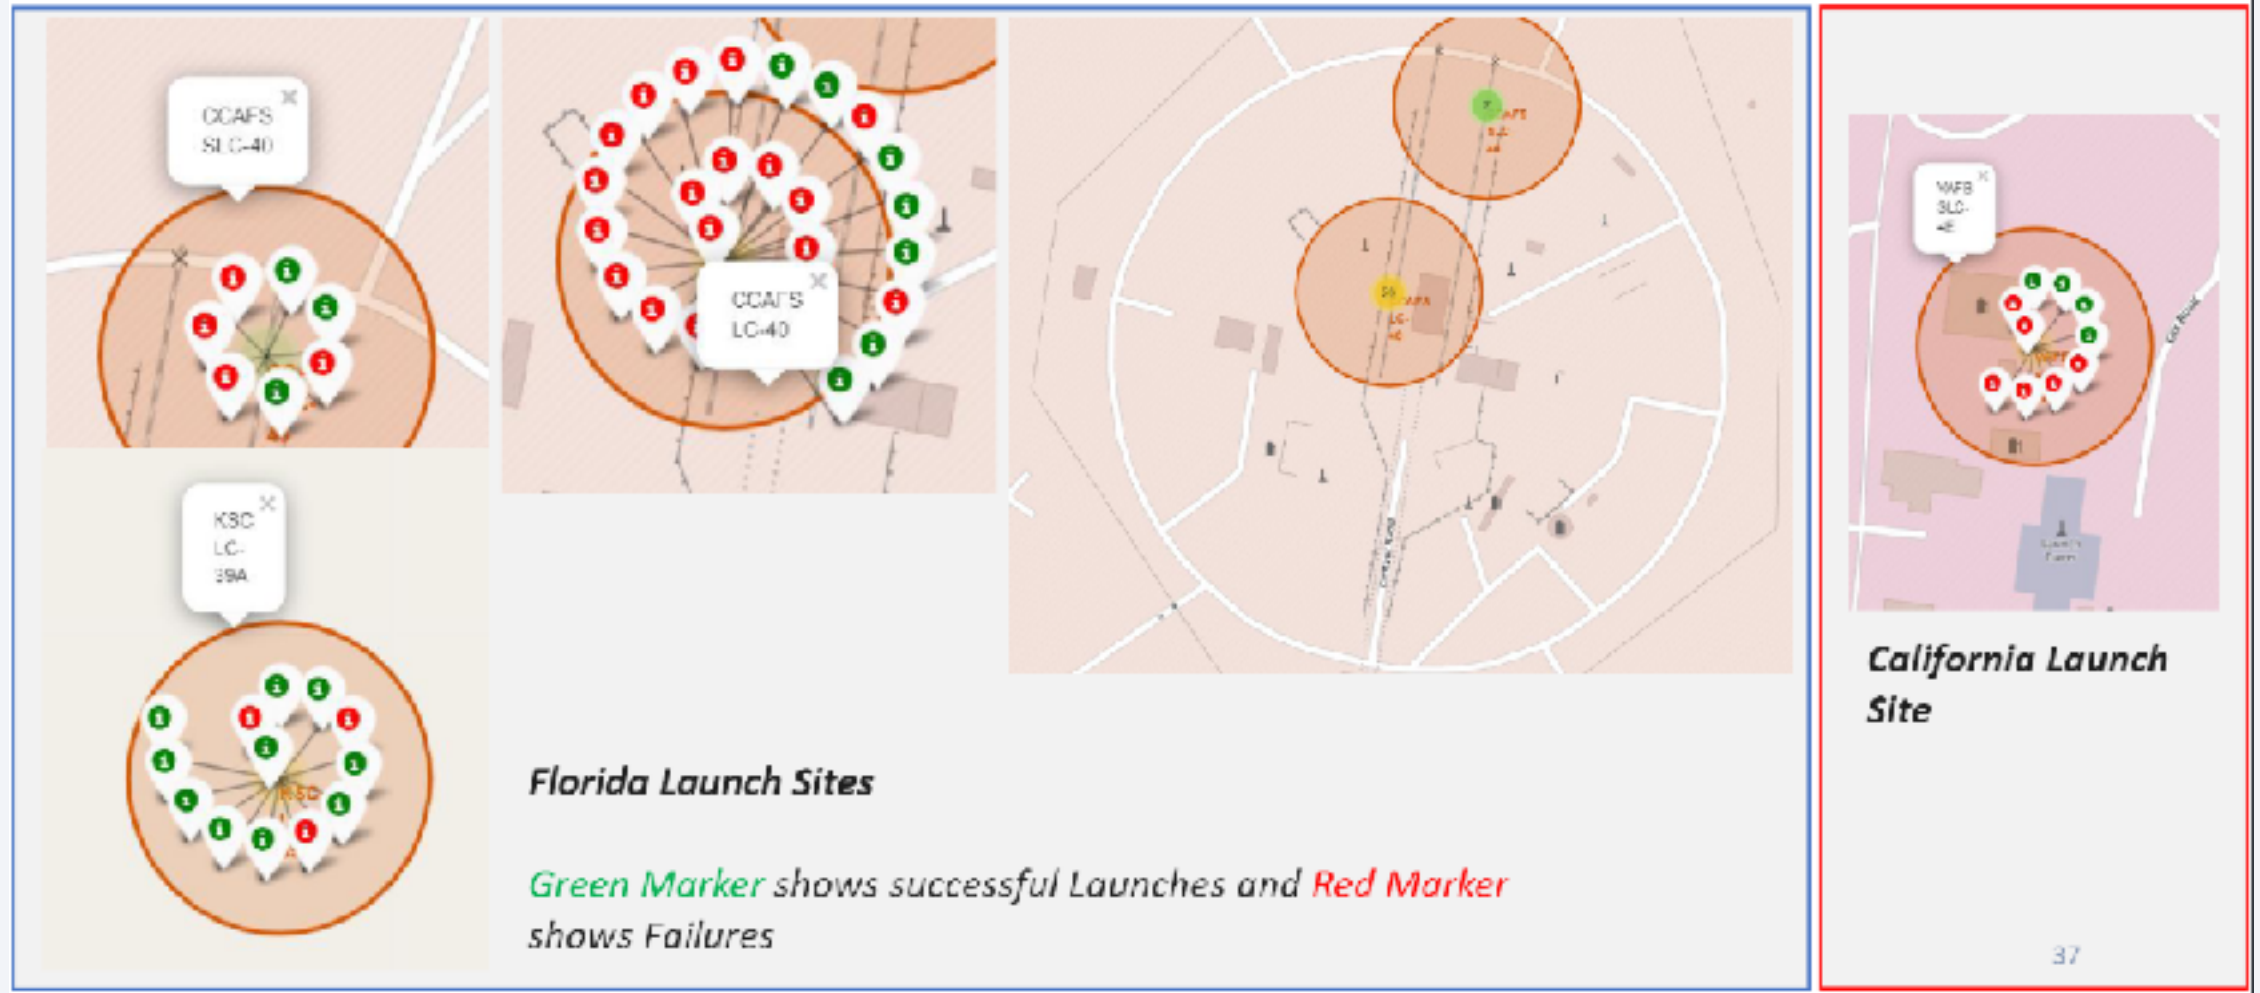 CCAFS
SLC-40
CCAFS
LC-40
KSC
LC-
39A
VAFB
SLC-
4E
California Launch
Site
Florida Launch Sites
Green Marker shows successful Launches and Red Marker
shows Failures
37